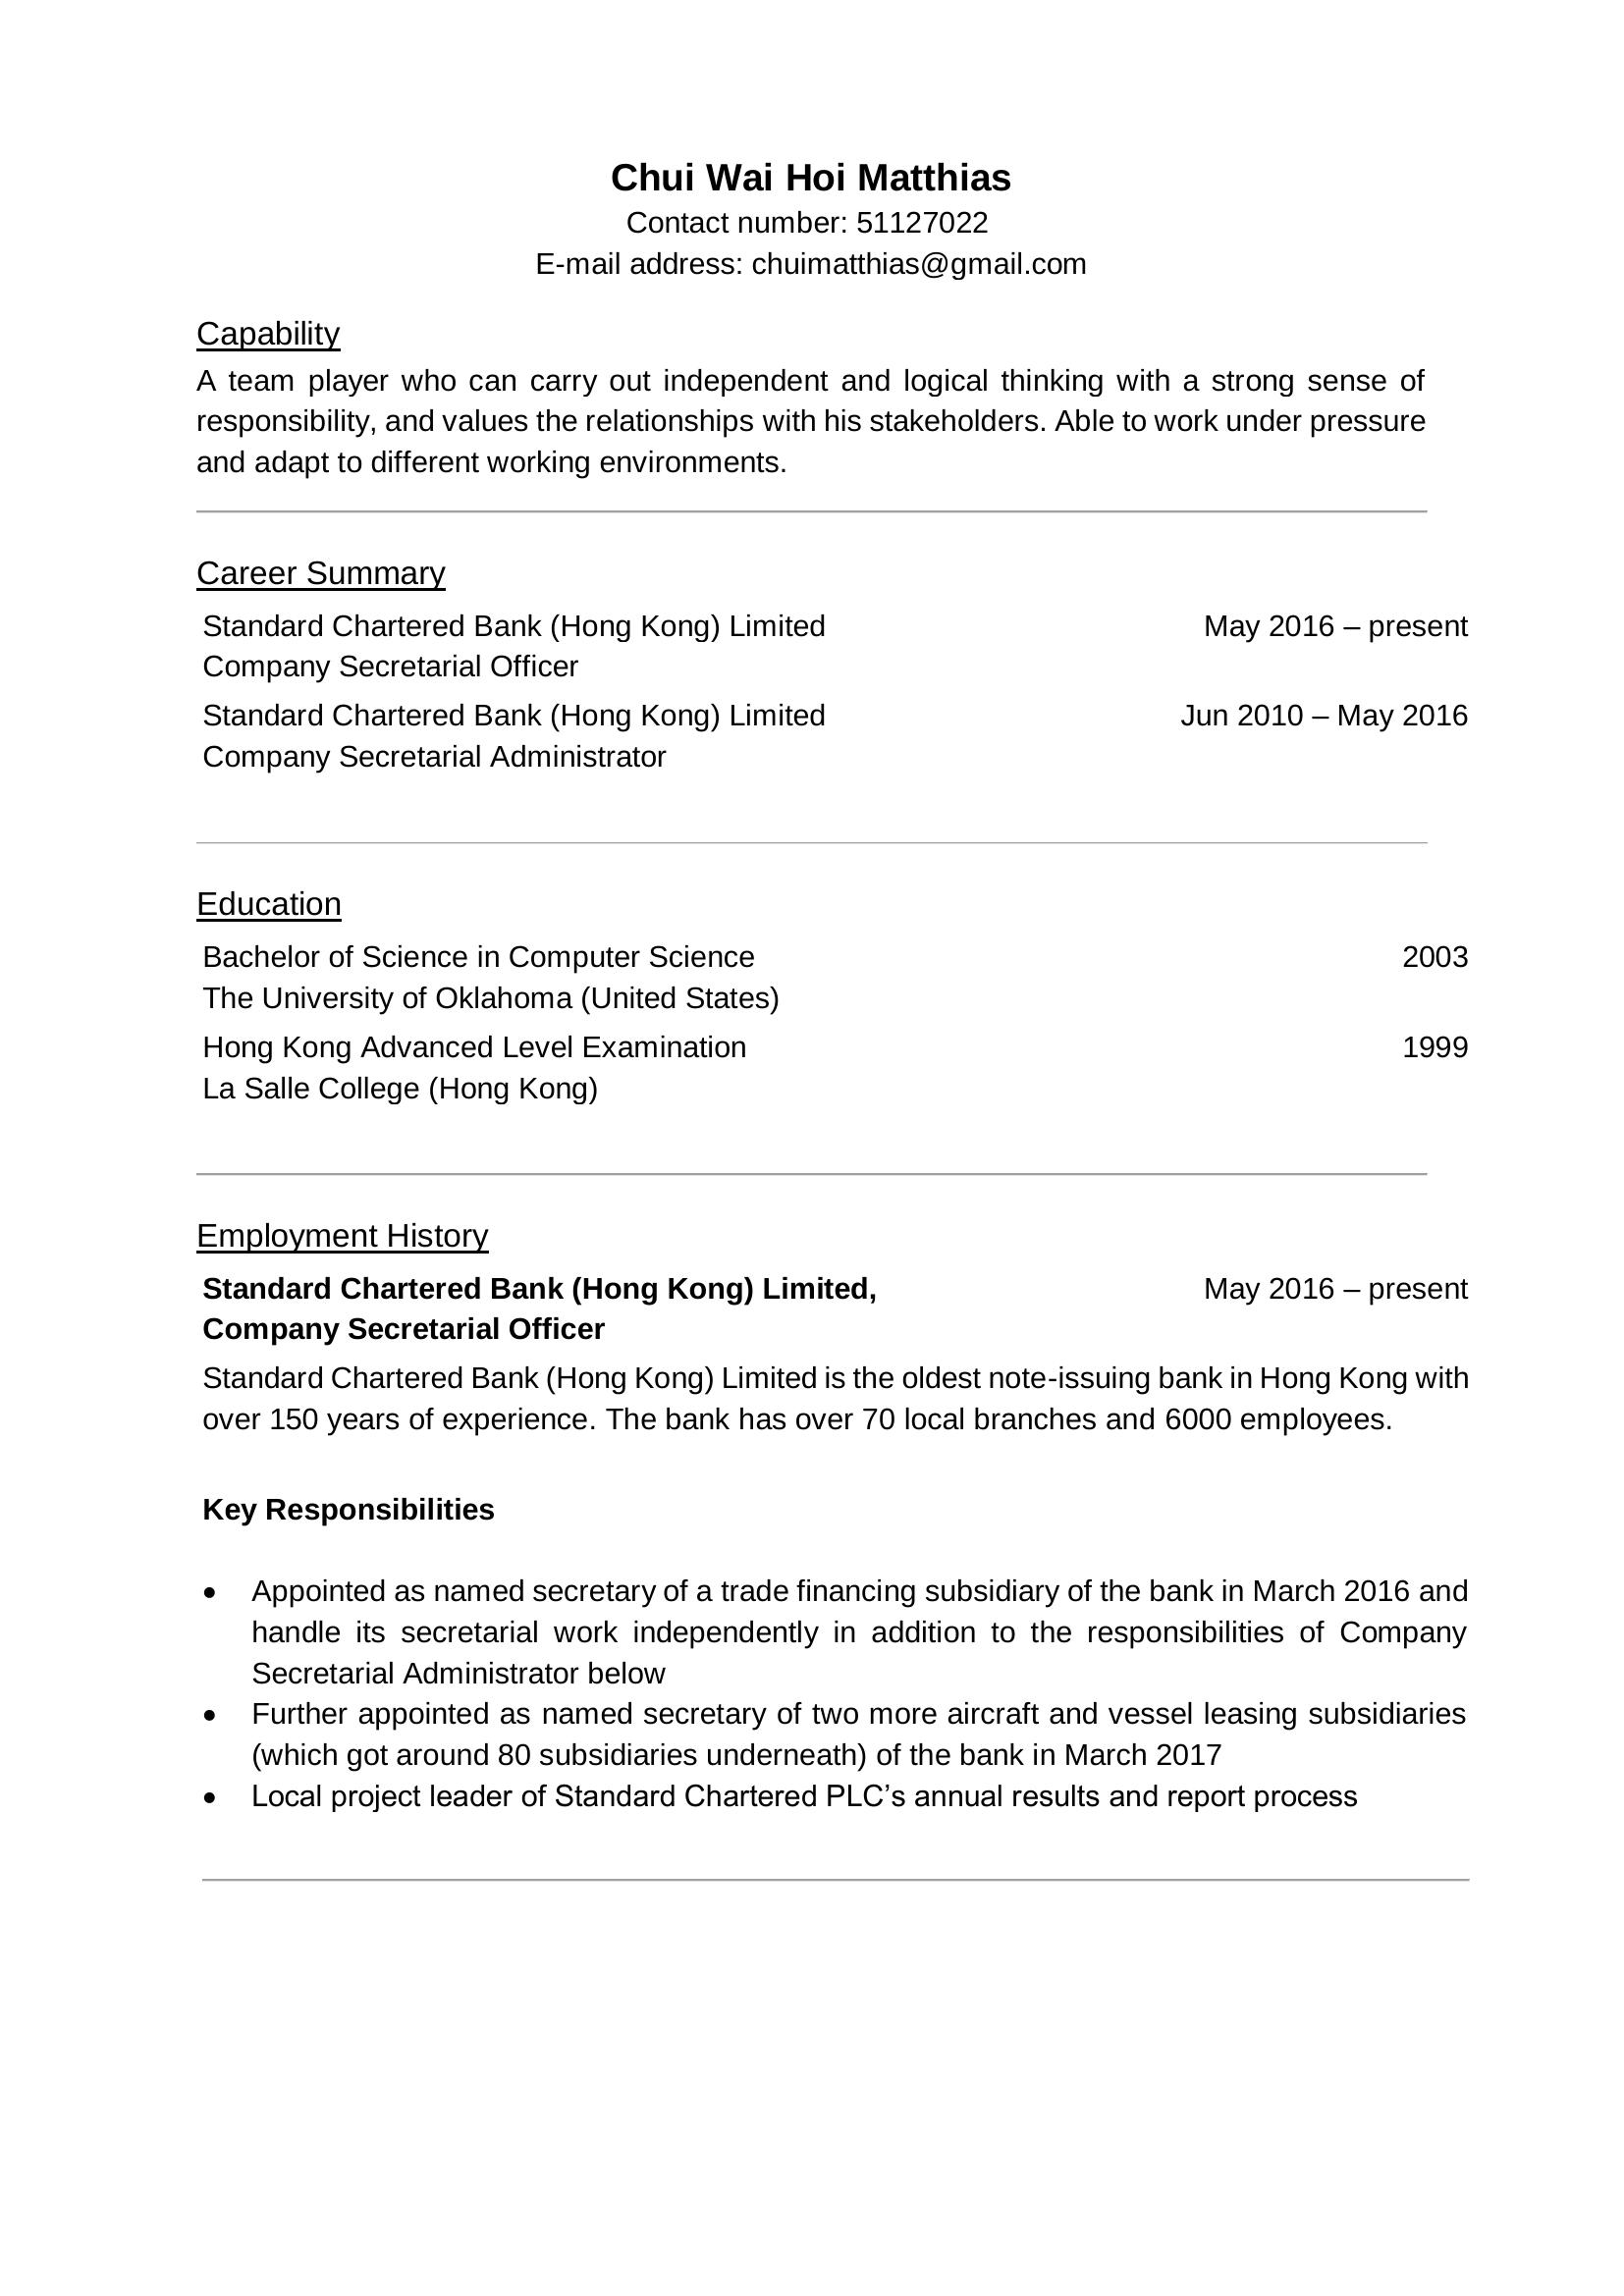 Chui Wai Hoi Matthias
Contact number: 51127022
E-mail address: chuimatthias@gmail.com
Capability
A team player who can carry out independent and logical thinking with a strong sense of
responsibility, and values the relationships with his stakeholders. Able to work under pressure
and adapt to different working environments.
Career Summary
Standard Chartered Bank (Hong Kong) Limited May 2016 – present
Company Secretarial Officer
Standard Chartered Bank (Hong Kong) Limited Jun 2010 – May 2016
Company Secretarial Administrator
Education
Bachelor of Science in Computer Science 2003
The University of Oklahoma (United States)
Hong Kong Advanced Level Examination 1999
La Salle College (Hong Kong)
Employment History
Standard Chartered Bank (Hong Kong) Limited, May 2016 – present
Company Secretarial Officer
Standard Chartered Bank (Hong Kong) Limited is the oldest note-issuing bank in Hong Kong with
over 150 years of experience. The bank has over 70 local branches and 6000 employees.
Key Responsibilities
• Appointed as named secretary of a trade financing subsidiary of the bank in March 2016 and
handle its secretarial work independently in addition to the responsibilities of Company
Secretarial Administrator below
• Further appointed as named secretary of two more aircraft and vessel leasing subsidiaries
(which got around 80 subsidiaries underneath) of the bank in March 2017
• Local project leader of Standard Chartered PLC’s annual results and report process